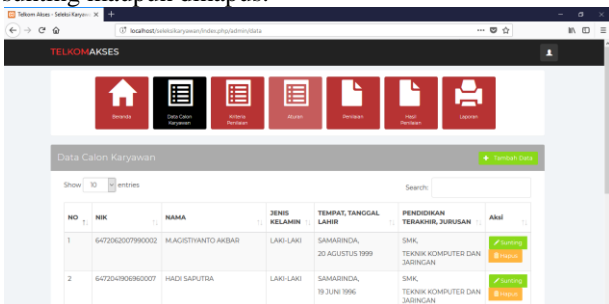 sunting maupun dihapus.
Telkom Akses - Seleksi Karyaw
localhost/seleksikaryawan/index.php/admin/data
TELKOMAKSES
Beranda
Data Calon Karyawan
Kriteria Penilaian
Aturan
Penilaian
Hasil Penilaian
Laporan
Data Calon Karyawan
+ Tambah Data
Show 10 entries
Search:
NO NIK NAMA JENIS KELAMIN TEMPAT, TANGGAL LAHIR PENDIDIKAN TERAKHIR, JURUSAN Aksi
1 6472062007990002 M.AGISTIYANTO AKBAR LAKI-LAKI SAMARINDA, 20 AGUSTUS 1999 SMK, TEKNIK KOMPUTER DAN JARINGAN Sunting
Hapus
2 6472041906960007 HADI SAPUTRA LAKI-LAKI SAMARINDA, 19 JUNI 1996 SMK, TEKNIK KOMPUTER DAN JARINGAN Sunting
Hapus